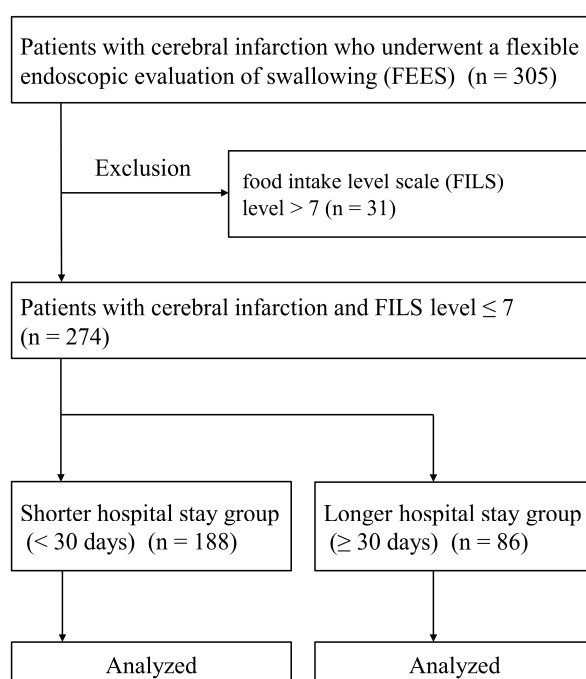 Patients with cerebral infarction who underwent a flexible
endoscopic evaluation of swallowing (FEES) (n = 305)
Exclusion
food intake level scale (FILS)
level > 7 (n = 31)
Patients with cerebral infarction and FILS level ≤ 7
(n = 274)
Shorter hospital stay group
(< 30 days) (n = 188)
Longer hospital stay group
(≥ 30 days) (n = 86)
Analyzed
Analyzed